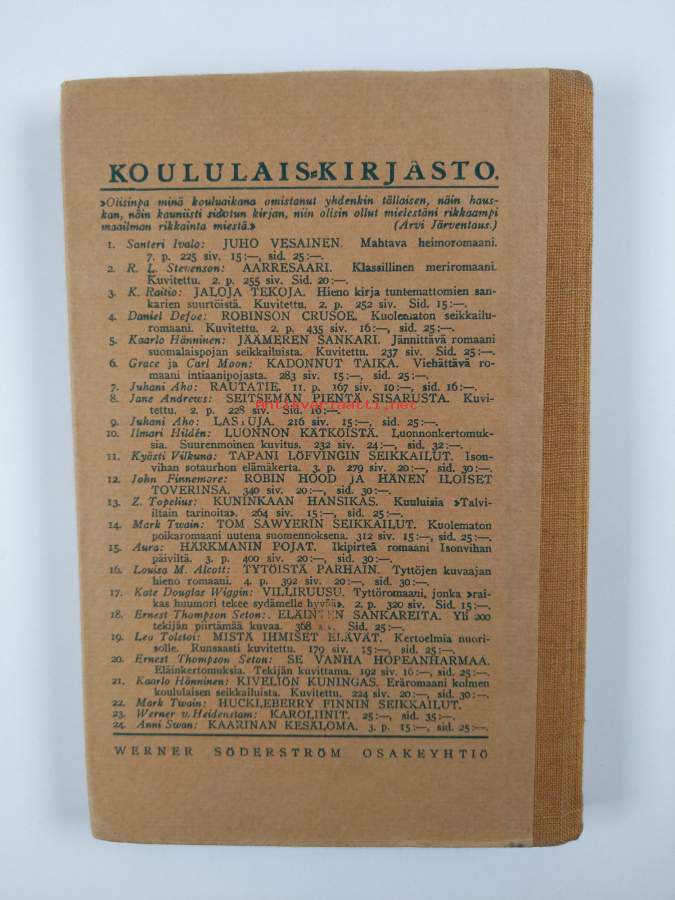 KOULULAIS-KIRJASTO.
»Olisinpa minä kouluaikana omistanut yhdenkin tällaisen, näin haus-
kan, näin kauniisti sidotun kirjan, niin olisin ollut mielestäni rikkaampi
maailman rikkainta miestä.» (Arvi Järventaus.)
1. Santeri Ivalo: JUHO VESAINEN. Mahtava heimoromaani.
7. p. 225 siv. 15:—, sid. 25:—.
2. R. L. Stevenson: AARRESAARI. Klassillinen meriromaani.
Kuvitettu. 2. p. 255 siv. Sid. 20:—.
3. K. Raitio: JALOJA TEKOJA. Hieno kirja tuntemattomien san-
karien suurtöistä. Kuvitettu. 2. p. 252 siv. Sid. 15:—.
4. Daniel Defoe: ROBINSON CRUSOE. Kuolematon seikkailu-
romaani. Kuvitettu. 2. p. 435 siv. 16:—, sid. 25:—.
5. Kaarlo Hänninen: JÄÄMEREN SANKARI. Jännittävä romaani
suomalaispojan seikkailuista. Kuvitettu. 237 siv. Sid. 25:—.
6. Grace ja Carl Moon: KADONNUT TAIKA. Viehättävä ro-
maani intiaanipojasta. 283 siv. 15:—, sid. 25:—.
7. Juhani Aho: RAUTATIE. 11. p. 167 siv. 10:—, sid. 16:—.
8. Jane Andrews: SEITSEMÄN PIENTÄ SISARUSTA. Kuvi-
tettu. 2. p. 228 siv. Sid. 16:—.
antikvariaatti.net
9. Juhani Aho: LASTUJA. 216 siv. 15:—, sid. 25:—.
10. Ilmari Hildén: LUONNON KÄTKÖISTÄ. Luonnonkertomuk-
sia. Suurenmoinen kuvitus. 232 siv. 24:—, sid. 32:—.
11. Kyösti Vilkuna: TAPANI LÖFVINGIN SEIKKAILUT. Ison-
vihan sotaurhon elämäkerta. 3. p. 279 siv. 20:—, sid. 30:—.
12. John Finnemore: ROBIN HOOD JA HÄNEN ILOISET
TOVERINSA. 340 siv. 20:—, sid. 30:—.
13. Z. Topelius: KUNINKAAN HANSIKAS. Kuuluisia »Talvi-
iltain tarinoita». 264 siv. 15:—, sid. 25:—.
14. Mark Twain: TOM SAWYERIN SEIKKAILUT. Kuolematon
poikaromaani uutena suomennoksena. 312 siv. 15:—, sid. 25:—.
15. Aura: HÄRKMANIN POJAT. Ikipirteä romaani Isonvihan
päiviltä. 3. p. 400 siv. 20:—, sid. 30:—.
16. Louisa M. Alcott: TYTÖISTÄ PARHAIN. Tyttöjen kuvaajan
hieno romaani. 4. p. 392 siv. 20:—, sid. 30:—.
17. Kate Douglas Wiggin: VILLIRUUSU. Tyttöromaani, jonka »rai-
kas huumori tekee sydämelle hyvää». 2. p. 320 siv. Sid. 15:—.
18. Ernest Thompson Seton: ELÄINTEN SANKAREITA. Yli 200
tekijän piirtämää kuvaa. 368 siv. Sid. 25:—.
19. Leo Tolstoi: MISTÄ IHMISET ELÄVÄT. Kertoelmia nuori-
solle. Runsaasti kuvitettu. 179 siv. 15:—, sid. 25:—.
20. Ernest Thompson Seton: SE VANHA HOPEANHARMAA.
Eläinkertomuksia. Tekijän kuvittama. 192 siv. 16:—, sid. 25:—.
21. Kaarlo Hänninen: KIVELIÖN KUNINGAS. Eräromaani kolmen
koululaisen seikkailuista. Kuvitettu. 224 siv. 20:—, sid. 30:—.
22. Mark Twain: HUCKLEBERRY FINNIN SEIKKAILUT.
23. Werner v. Heidenstam: KAROLIINIT. 25:—, sid. 35:—.
24. Anni Swan: KAARINAN KESÄLOMA. 3. p. 15:—, sid. 25:—.
WERNER SÖDERSTRÖM OSAKEYHTIÖ